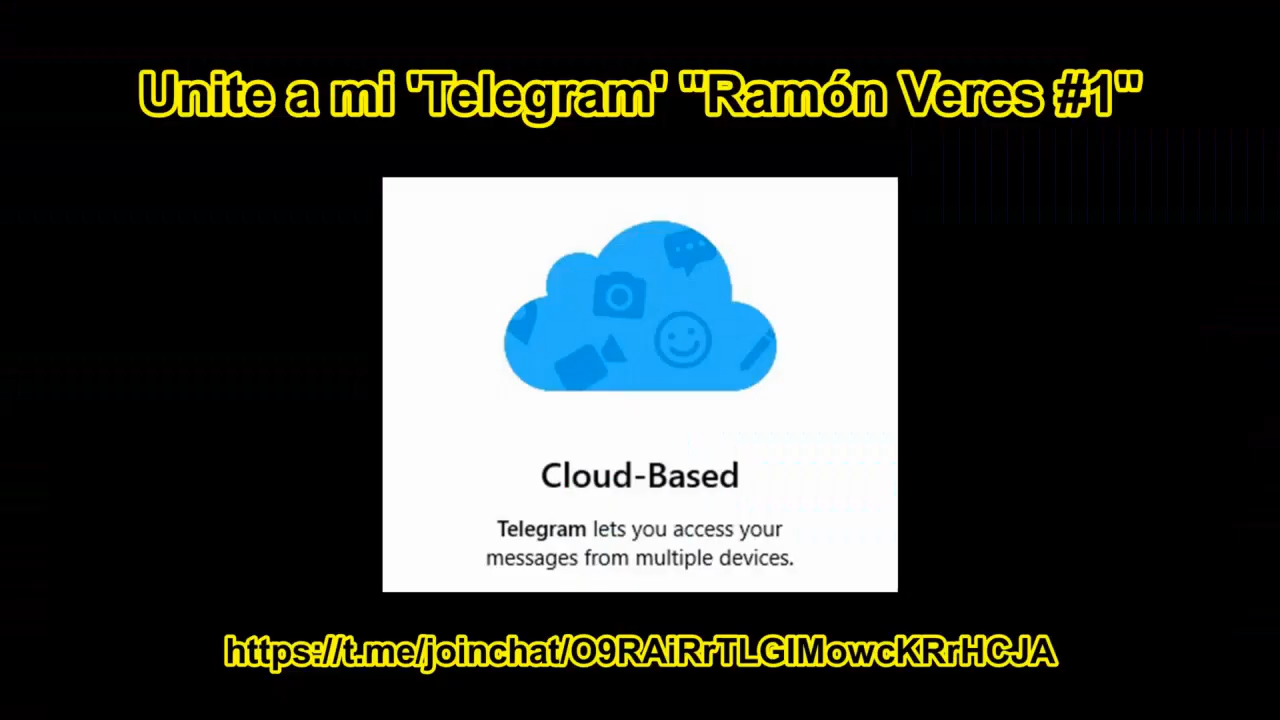 Unite a mi 'Telegram' "Ramón Veres #1"
Cloud-Based
Telegram lets you access your
messages from multiple devices.
https://t.me/joinchat/O9RAiRrTLGIMowcKRrHCJA